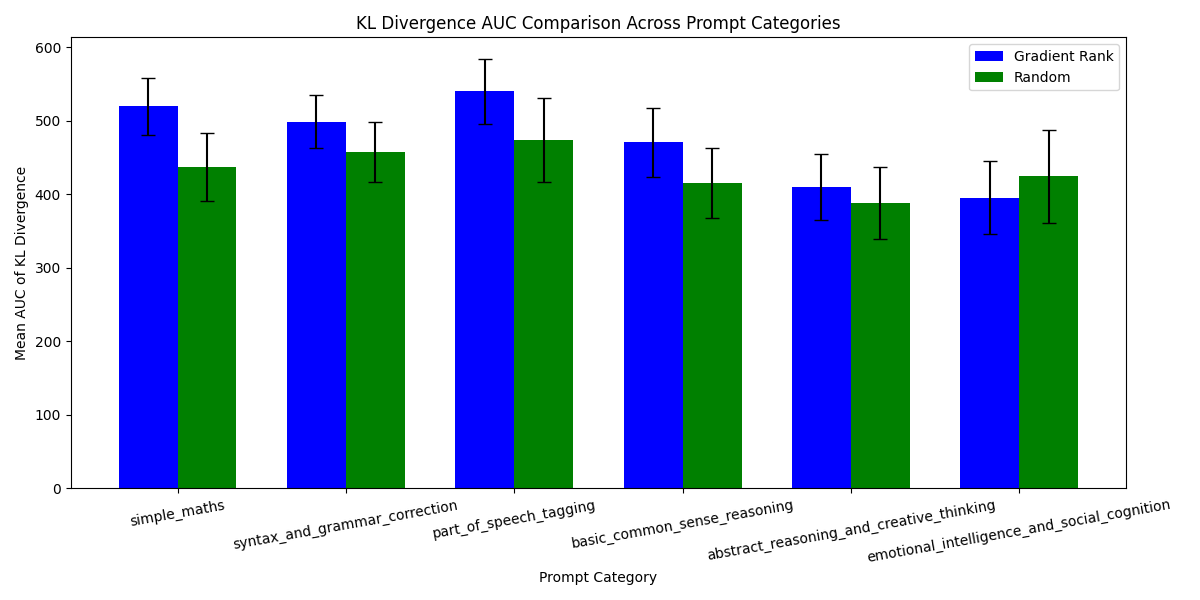 KL Divergence AUC Comparison Across Prompt Categories
Gradient Rank
Random
Mean AUC of KL Divergence
600
500
400
300
200
100
0
simple_maths
syntax_and_grammar_correction
part_of_speech_tagging
basic_common_sense_reasoning
abstract_reasoning_and_creative_thinking
emotional_intelligence_and_social_cognition
Prompt Category